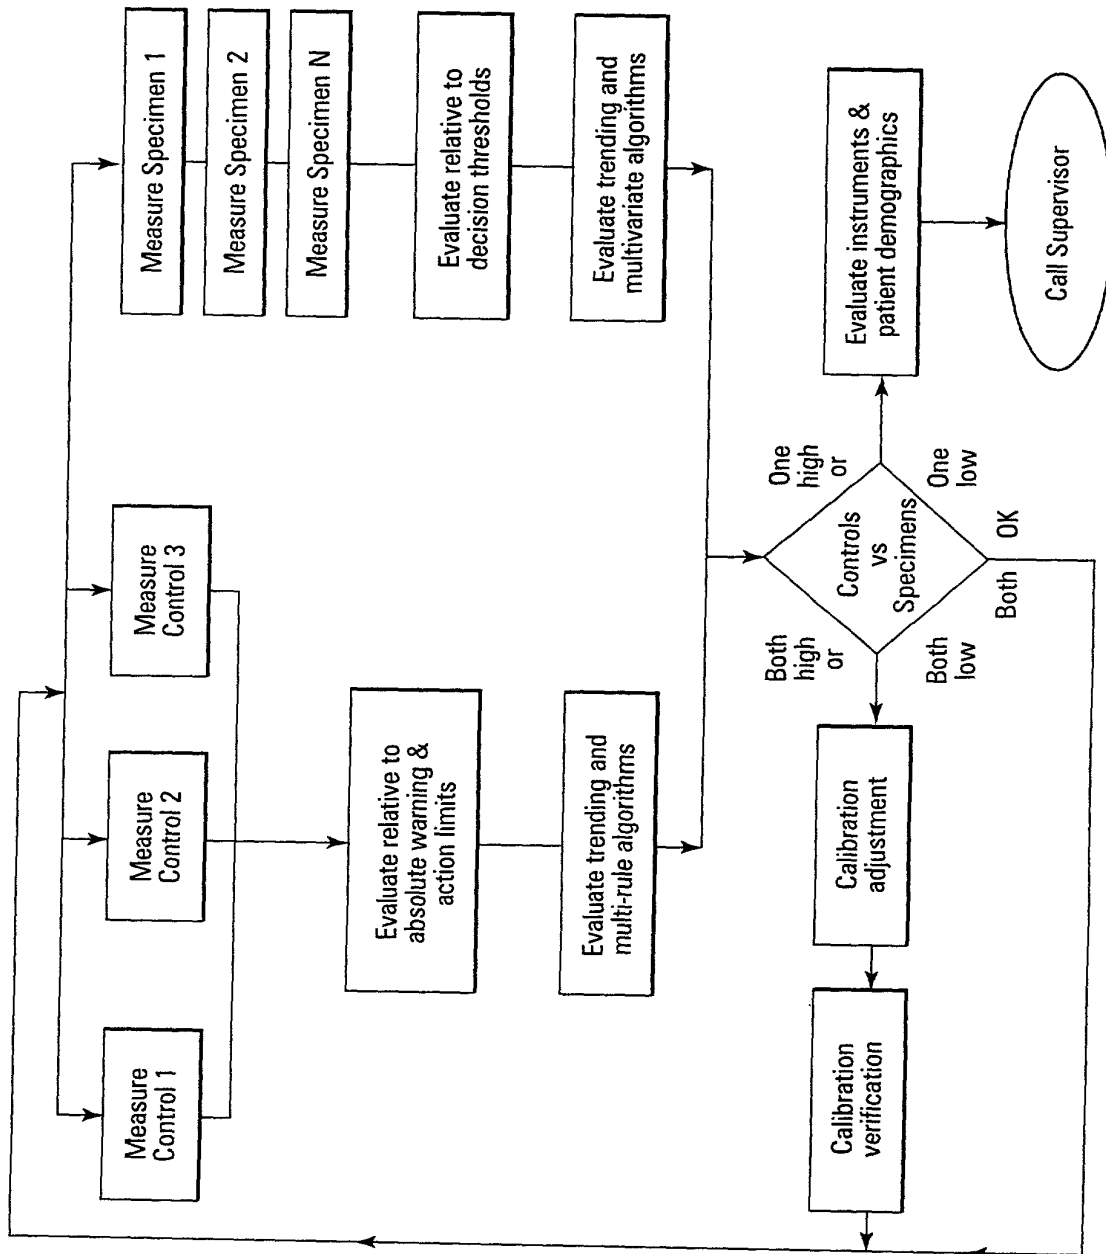 Measure
Control 1
Measure
Control 2
Measure
Control 3
Measure Specimen 1
Measure Specimen 2
Measure Specimen N
Evaluate relative to
absolute warning &
action limits
Evaluate relative to
decision thresholds
Evaluate trending and
multi-rule algorithms
Evaluate trending and
multivariate algorithms
Controls
vs
Specimens
Both
high
or
Both
low
One
high
or
One
low
Both
OK
Calibration
adjustment
Calibration
verification
Evaluate instruments &
patient demographics
Call Supervisor